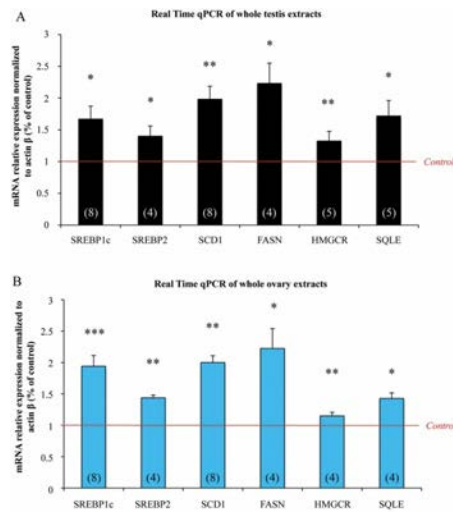 A
Real Time qPCR of whole testis extracts
mRNA relative expression normalized
to actin β (% of control)
3
2.5
2
1.5
1
0.5
0
* * ** * ** *
Control
(8) (4) (8) (4) (5) (5)
SREBP1c SREBP2 SCD1 FASN HMGCR SQLE
B
Real Time qPCR of whole ovary extracts
mRNA relative expression normalized to
actin β (% of control)
3
2.5
2
1.5
1
0.5
0
*** ** ** * ** *
Control
(8) (4) (8) (4) (4) (4)
SREBP1c SREBP2 SCD1 FASN HMGCR SQLE